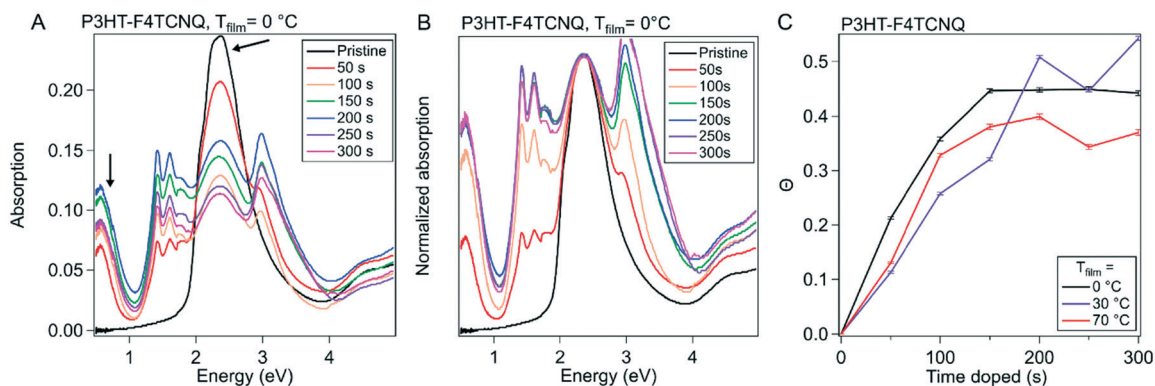 A P3HT-F4TCNQ, T_film= 0 °C
Absorption
0.20
0.15
0.10
0.05
0.00
Pristine
50 s
100 s
150 s
200 s
250 s
300 s
1 2 3 4
Energy (eV)
B P3HT-F4TCNQ, T_film= 0°C
Normalized absorption
Pristine
50s
100s
150s
200s
250s
300s
1 2 3 4
Energy (eV)
C P3HT-F4TCNQ
Θ
0.5
0.4
0.3
0.2
0.1
0.0
T_film =
0 °C
30 °C
70 °C
0 100 200 300
Time doped (s)